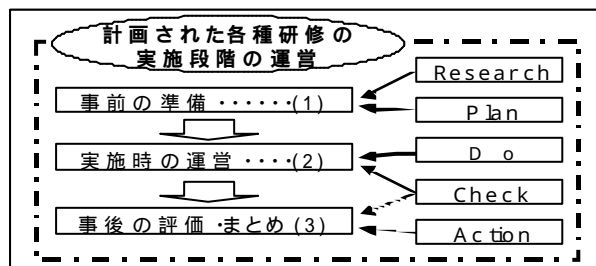 計画された各種研修の
実施段階の運営
Research
事前の準備 ･･････(1)
Plan
実施時の運営 ････(2)
Do
Check
事後の評価･まとめ(3)
Action